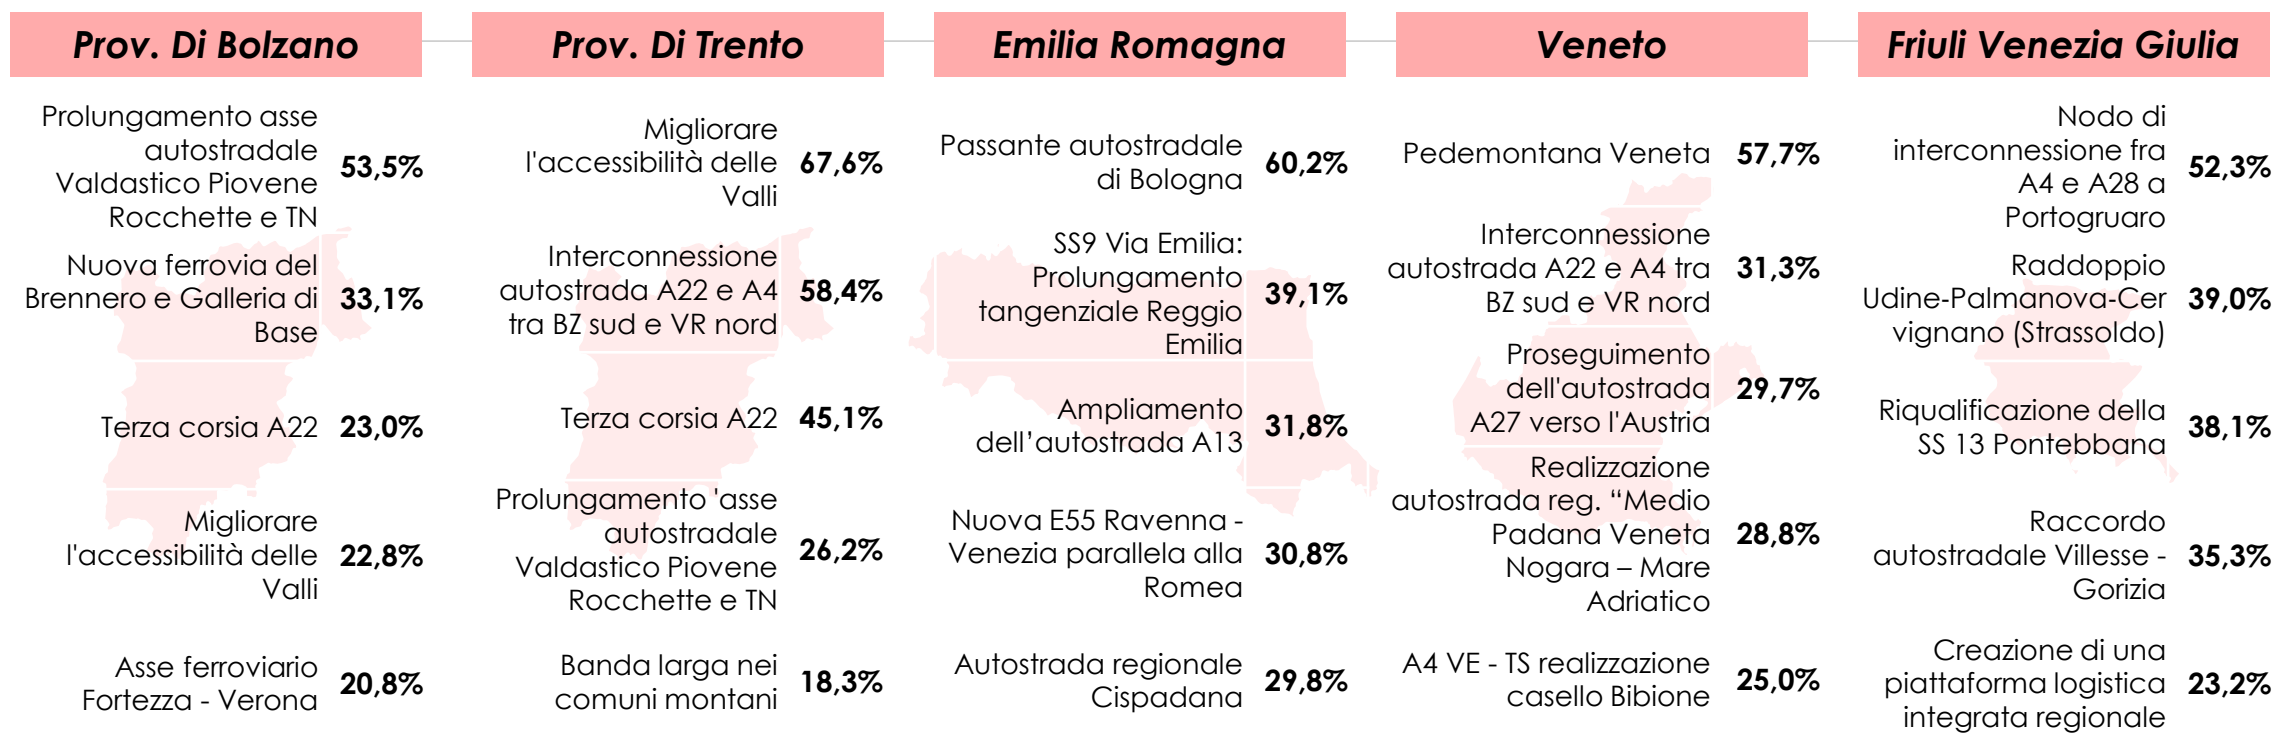 Prov. Di Bolzano
Prolungamento asse
autostradale
Valdastico Piovene
Rocchette e TN
53,5%
Nuova ferrovia del
Brennero e Galleria di
Base
33,1%
Terza corsia A22
23,0%
Migliorare
l'accessibilità delle
Valli
22,8%
Asse ferroviario
Fortezza - Verona
20,8%
Prov. Di Trento
Migliorare
l'accessibilità delle
Valli
67,6%
Interconnessione
autostrada A22 e A4
tra BZ sud e VR nord
58,4%
Terza corsia A22
45,1%
Prolungamento 'asse
autostradale
Valdastico Piovene
Rocchette e TN
26,2%
Banda larga nei
comuni montani
18,3%
Emilia Romagna
Passante autostradale
di Bologna
60,2%
SS9 Via Emilia:
Prolungamento
tangenziale Reggio
Emilia
39,1%
Ampliamento
dell’autostrada A13
31,8%
Nuova E55 Ravenna -
Venezia parallela alla
Romea
30,8%
Autostrada regionale
Cispadana
29,8%
Veneto
Pedemontana Veneta
57,7%
Interconnessione
autostrada A22 e A4 tra
BZ sud e VR nord
31,3%
Proseguimento
dell'autostrada
A27 verso l'Austria
29,7%
Realizzazione
autostrada reg. “Medio
Padana Veneta
Nogara – Mare
Adriatico
28,8%
A4 VE - TS realizzazione
casello Bibione
25,0%
Friuli Venezia Giulia
Nodo di
interconnessione fra
A4 e A28 a
Portogruaro
52,3%
Raddoppio
Udine-Palmanova-Cer
vignano (Strassoldo)
39,0%
Riqualificazione della
SS 13 Pontebbana
38,1%
Raccordo
autostradale Villesse -
Gorizia
35,3%
Creazione di una
piattaforma logistica
integrata regionale
23,2%